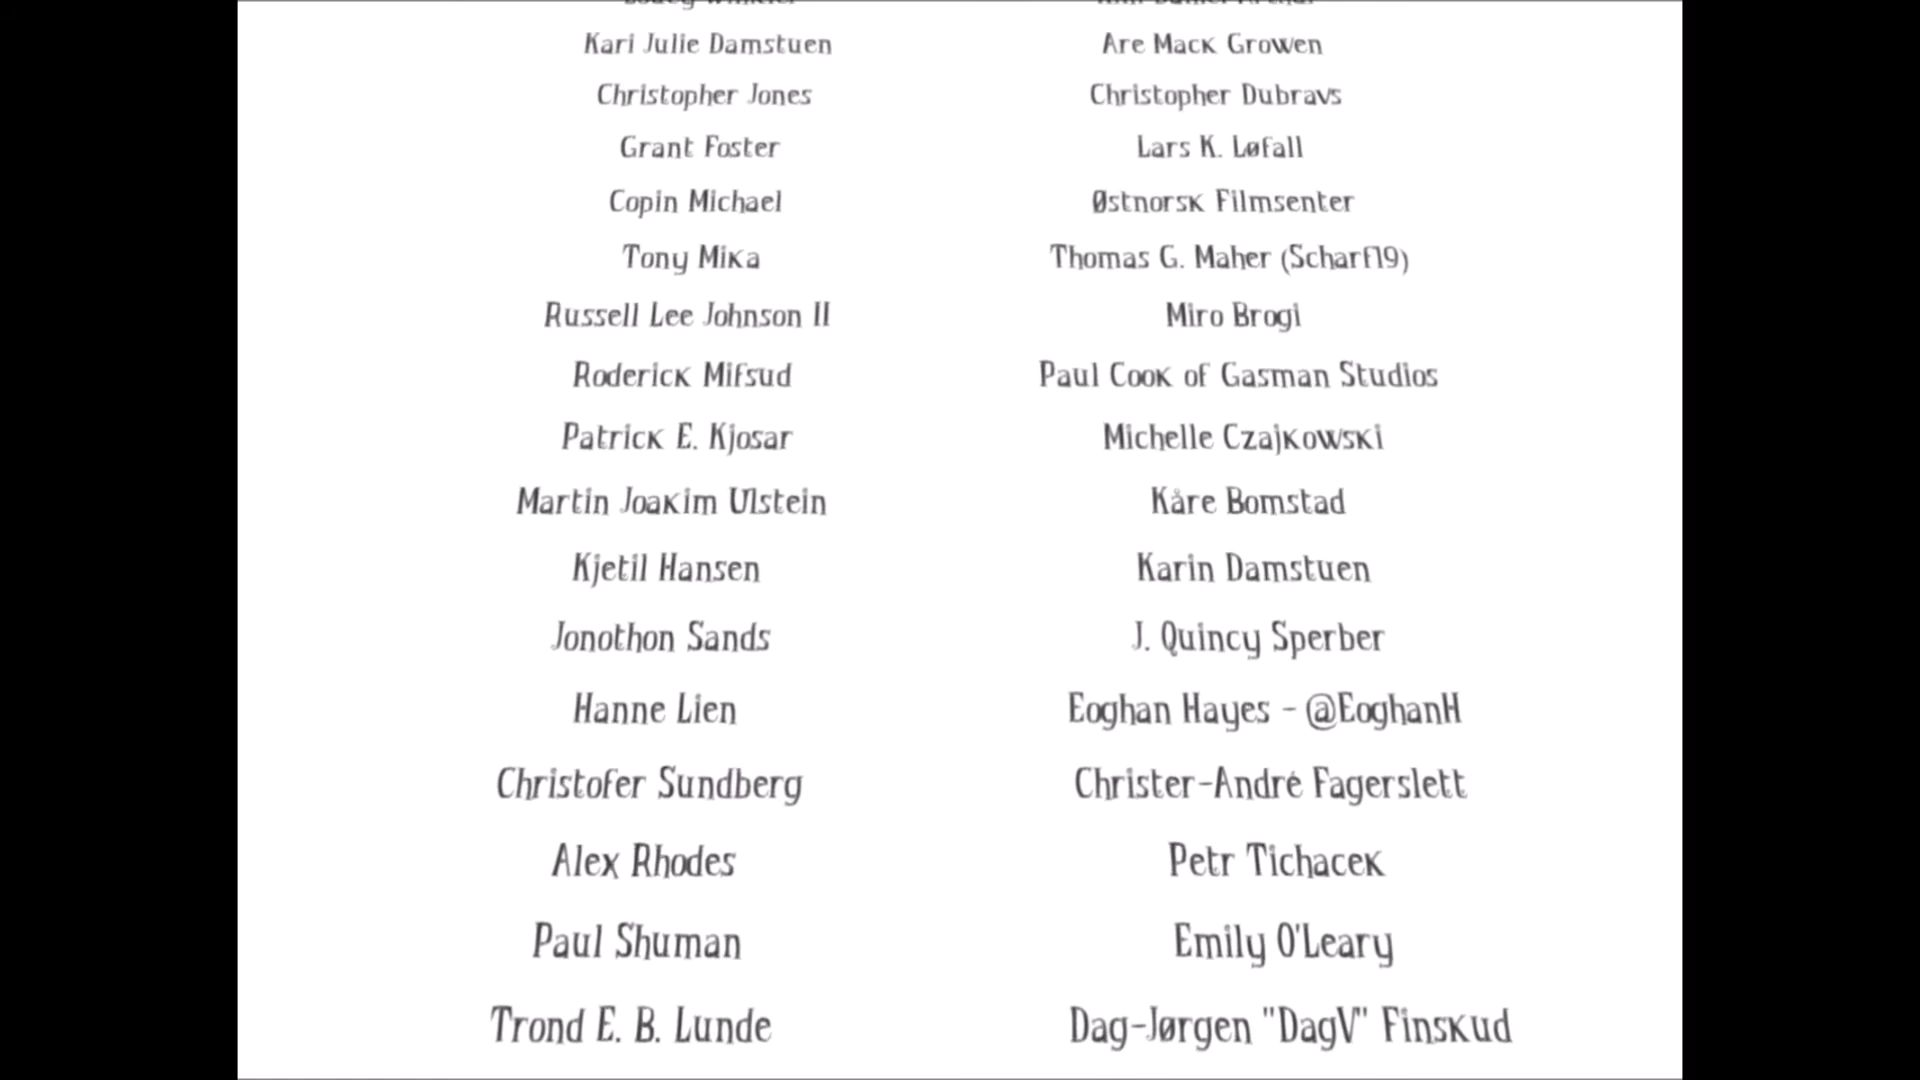 Kari Julie Damstuen Are Mack Growen
Christopher Jones Christopher Dubravs
Grant Foster Lars K. Løfall
Copin Michael Østnorsk Filmsenter
Tony Mika Thomas G. Maher (Scharf19)
Russell Lee Johnson II Miro Brogi
Roderick Mifsud Paul Cook of Gasman Studios
Patrick E. Kjosar Michelle Czajkowski
Martin Joakim Ulstein Kåre Bomstad
Kjetil Hansen Karin Damstuen
Jonothon Sands J. Quincy Sperber
Hanne Lien Eoghan Hayes - @EoghanH
Christofer Sundberg Christer-André Fagerslett
Alex Rhodes Petr Tichacek
Paul Shuman Emily O'Leary
Trond E. B. Lunde Dag-Jørgen "DagV" Finskud